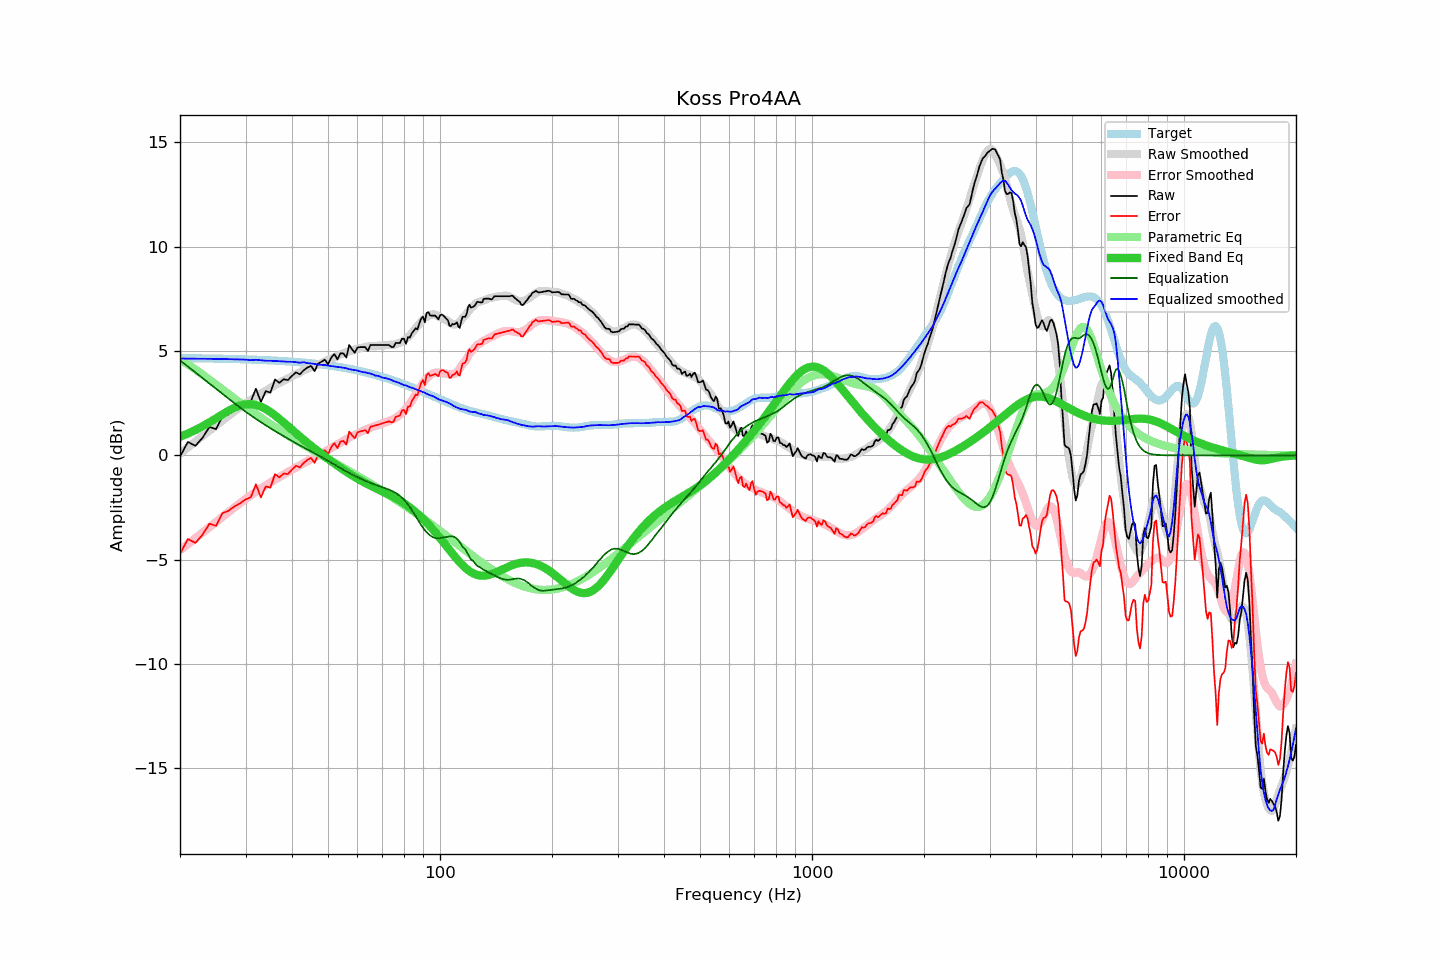 Koss Pro4AA
Target
Raw Smoothed
Error Smoothed
Raw
Error
Parametric Eq
Fixed Band Eq
Equalization
Equalized smoothed
Amplitude (dBr)
15
10
5
0
−5
−10
−15
100
1000
10000
Frequency (Hz)